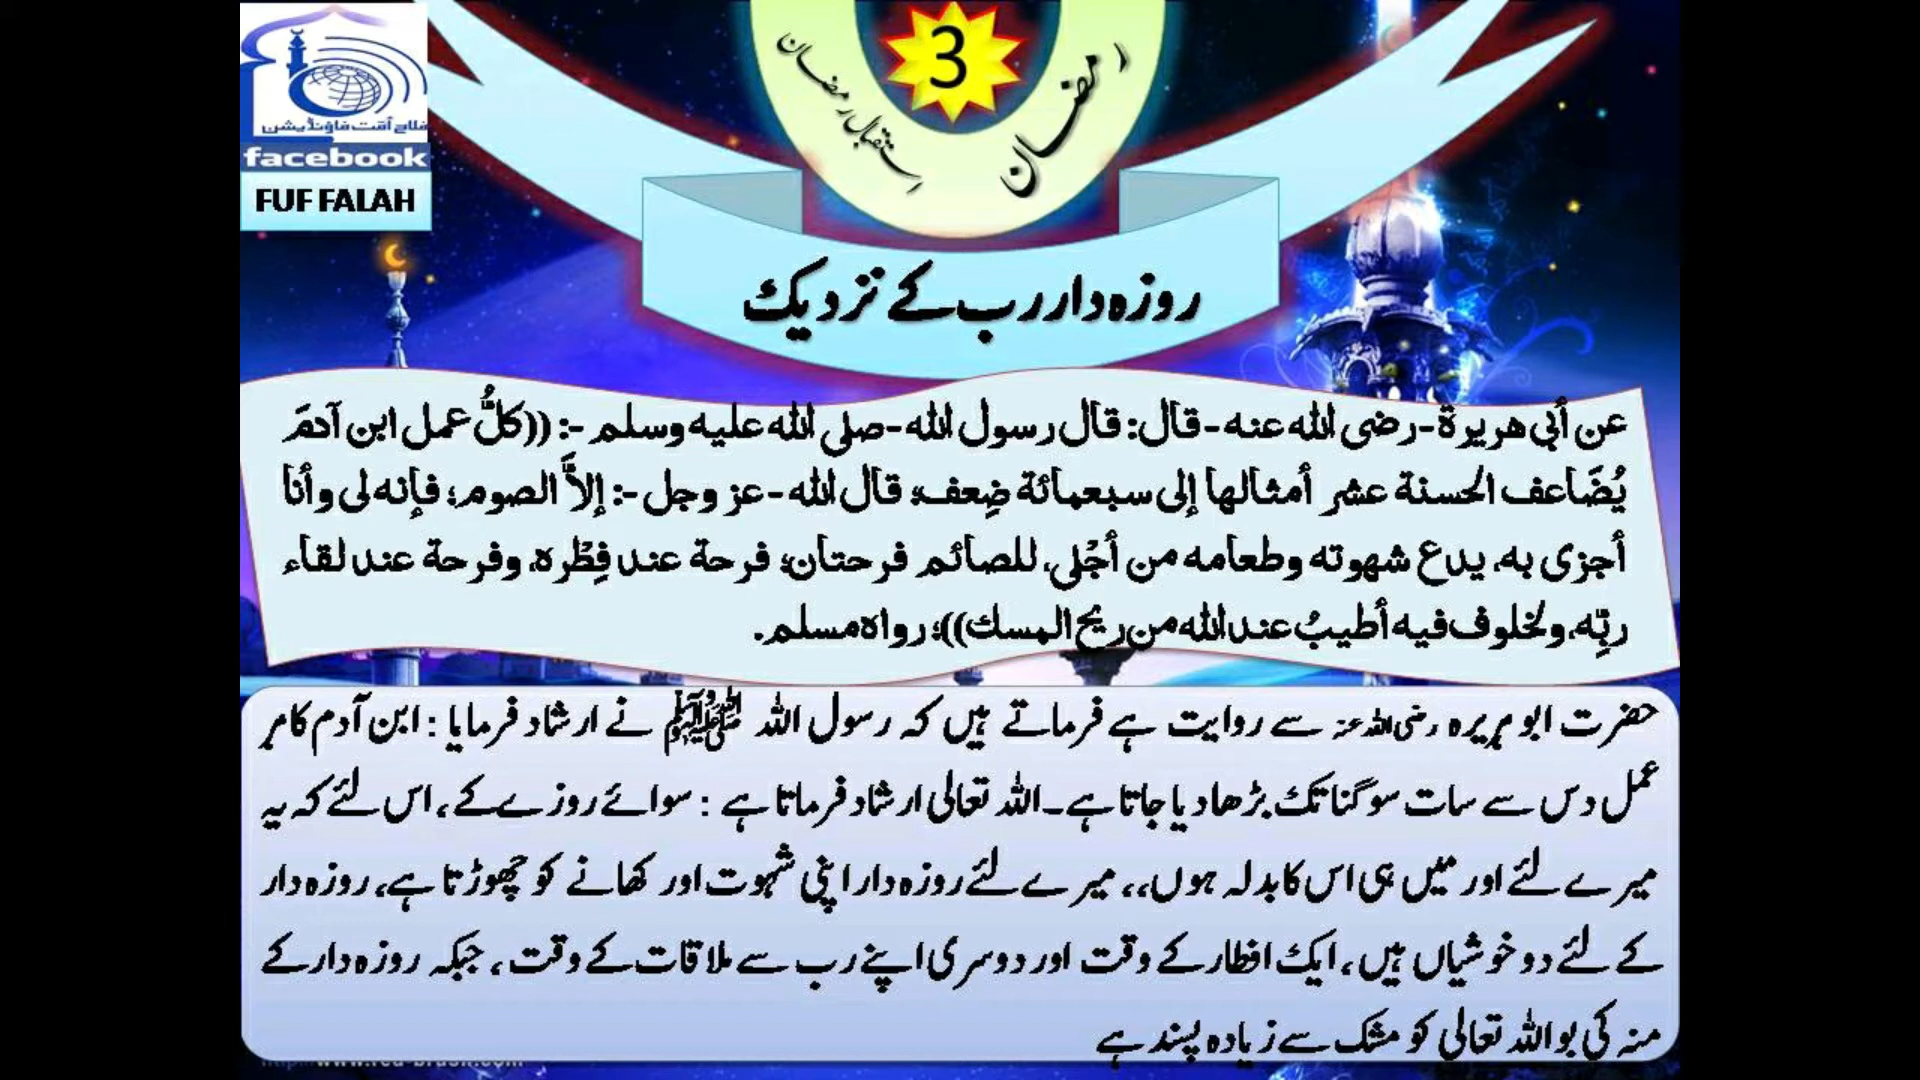 فلاح اُمّت فاؤنڈیشن
facebook
FUF FALAH
3
استقبال رمضان
رمضان
روزہ دار رب کے نزدیک
عن أبی هريرة -رضی الله عنه- قال: قال رسول الله -صلی الله عليه وسلم-: ((كلُّ عمل ابن آدمَ
يُضَاعف الحسنة عشر أمثالها إلی سبعمائة ضِعف، قال الله -عز وجل-: إلاَّ الصوم؛ فإنه لی وأنا
أجزی به، يدع شهوته وطعامه من أجْلی، للصائم فرحتان؛ فرحة عند فِطْره، وفرحة عند لقاء
ربِّه، ولخلوف فيه أطيبُ عند الله من ريح المسك))؛ رواه مسلم.
حضرت ابو ہریرہ رضی اللہ عنہ سے روایت ہے فرماتے ہیں کہ رسول اللہ ﷺ نے ارشاد فرمایا : ابن آدم کا ہر
عمل دس سے سات سو گنا تک بڑھا دیا جاتا ہے۔ اللہ تعالی ارشاد فرماتا ہے : سوائے روزے کے، اس لئے کہ یہ
میرے لئے اور میں ہی اس کا بدلہ ہوں،، میرے لئے روزہ دار اپنی شہوت اور کھانے کو چھوڑتا ہے، روزہ دار
کے لئے دو خوشیاں ہیں، ایک افطار کے وقت اور دوسری اپنے رب سے ملاقات کے وقت، جبکہ روزہ دار کے
منہ کی بو اللہ تعالی کو مشک سے زیادہ پسند ہے